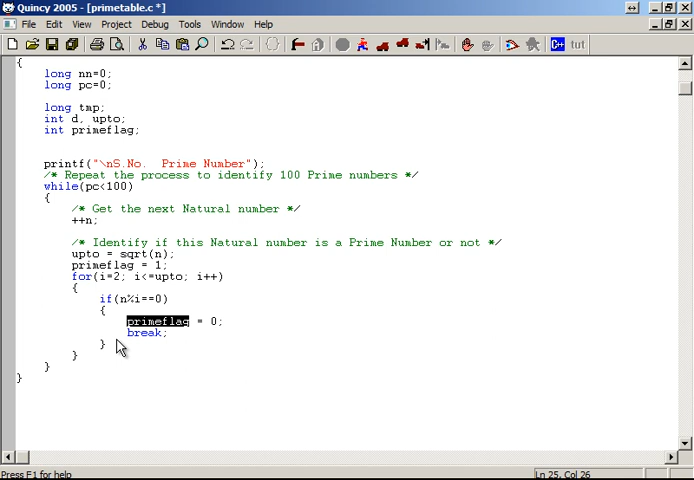 Quincy 2005 - [primetable.c *]
File Edit View Project Debug Tools Window Help
C++ tut
{
long nn=0;
long pc=0;
long tmp;
int d, upto;
int primeflag;
printf("\nS.No. Prime Number");
/* Repeat the process to identify 100 Prime numbers */
while(pc<100)
{
/* Get the next Natural number */
++n;
/* Identify if this Natural number is a Prime Number or not */
upto = sqrt(n);
primeflag = 1;
for(i=2; i<=upto; i++)
{
if(n%i==0)
{
primeflag = 0;
break;
}
}
}
}
Press F1 for help
Ln 25, Col 26